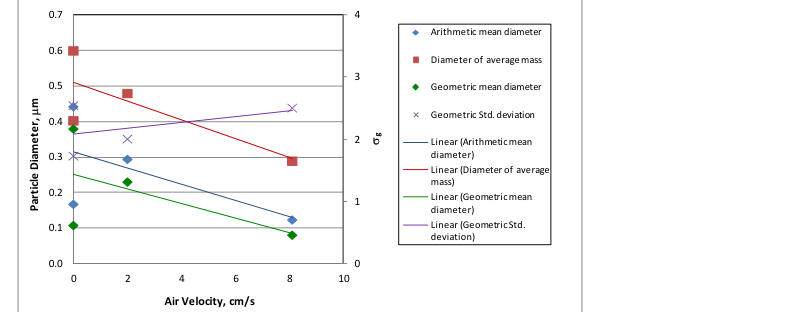 0.7
0.6
0.5
0.4
0.3
0.2
0.1
0.0
Particle Diameter, µm
0 2 4 6 8 10
Air Velocity, cm/s
4
3
2
1
0
σg
Arithmetic mean diameter
Diameter of average mass
Geometric mean diameter
Geometric Std. deviation
Linear (Arithmetic mean
diameter)
Linear (Diameter of average
mass)
Linear (Geometric mean
diameter)
Linear (Geometric Std.
deviation)